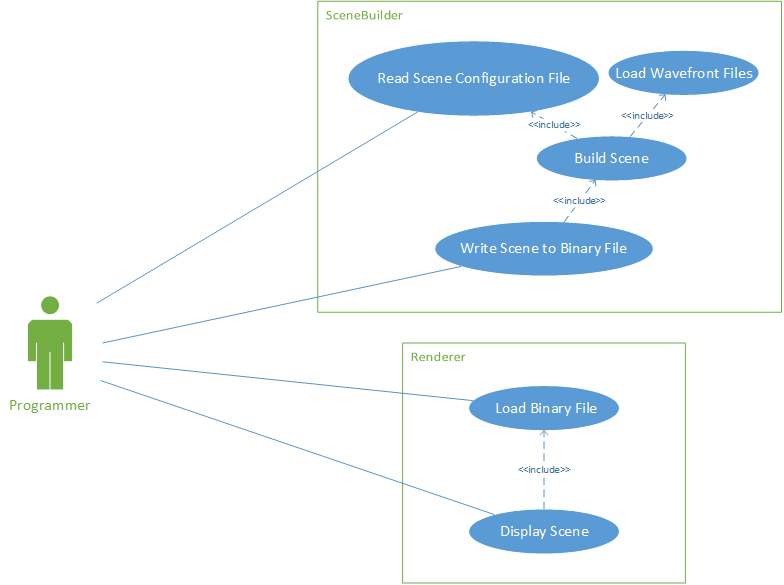 SceneBuilder
Read Scene Configuration File
Load Wavefront Files
<<include>>
<<include>>
Build Scene
<<include>>
Write Scene to Binary File
Programmer
Renderer
Load Binary File
<<include>>
Display Scene